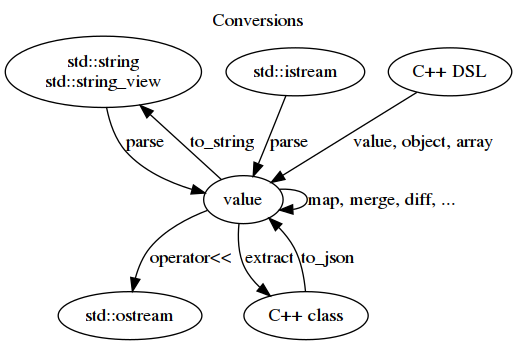 Conversions
std::string
std::string_view
std::istream
C++ DSL
parse
to_string
parse
value, object, array
value
map, merge, diff, ...
operator<<
extract
to_json
std::ostream
C++ class